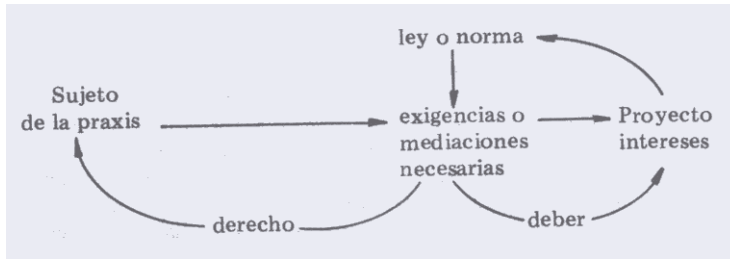 ley o norma
Sujeto
de la praxis
exigencias o
mediaciones
necesarias
Proyecto
intereses
derecho
deber